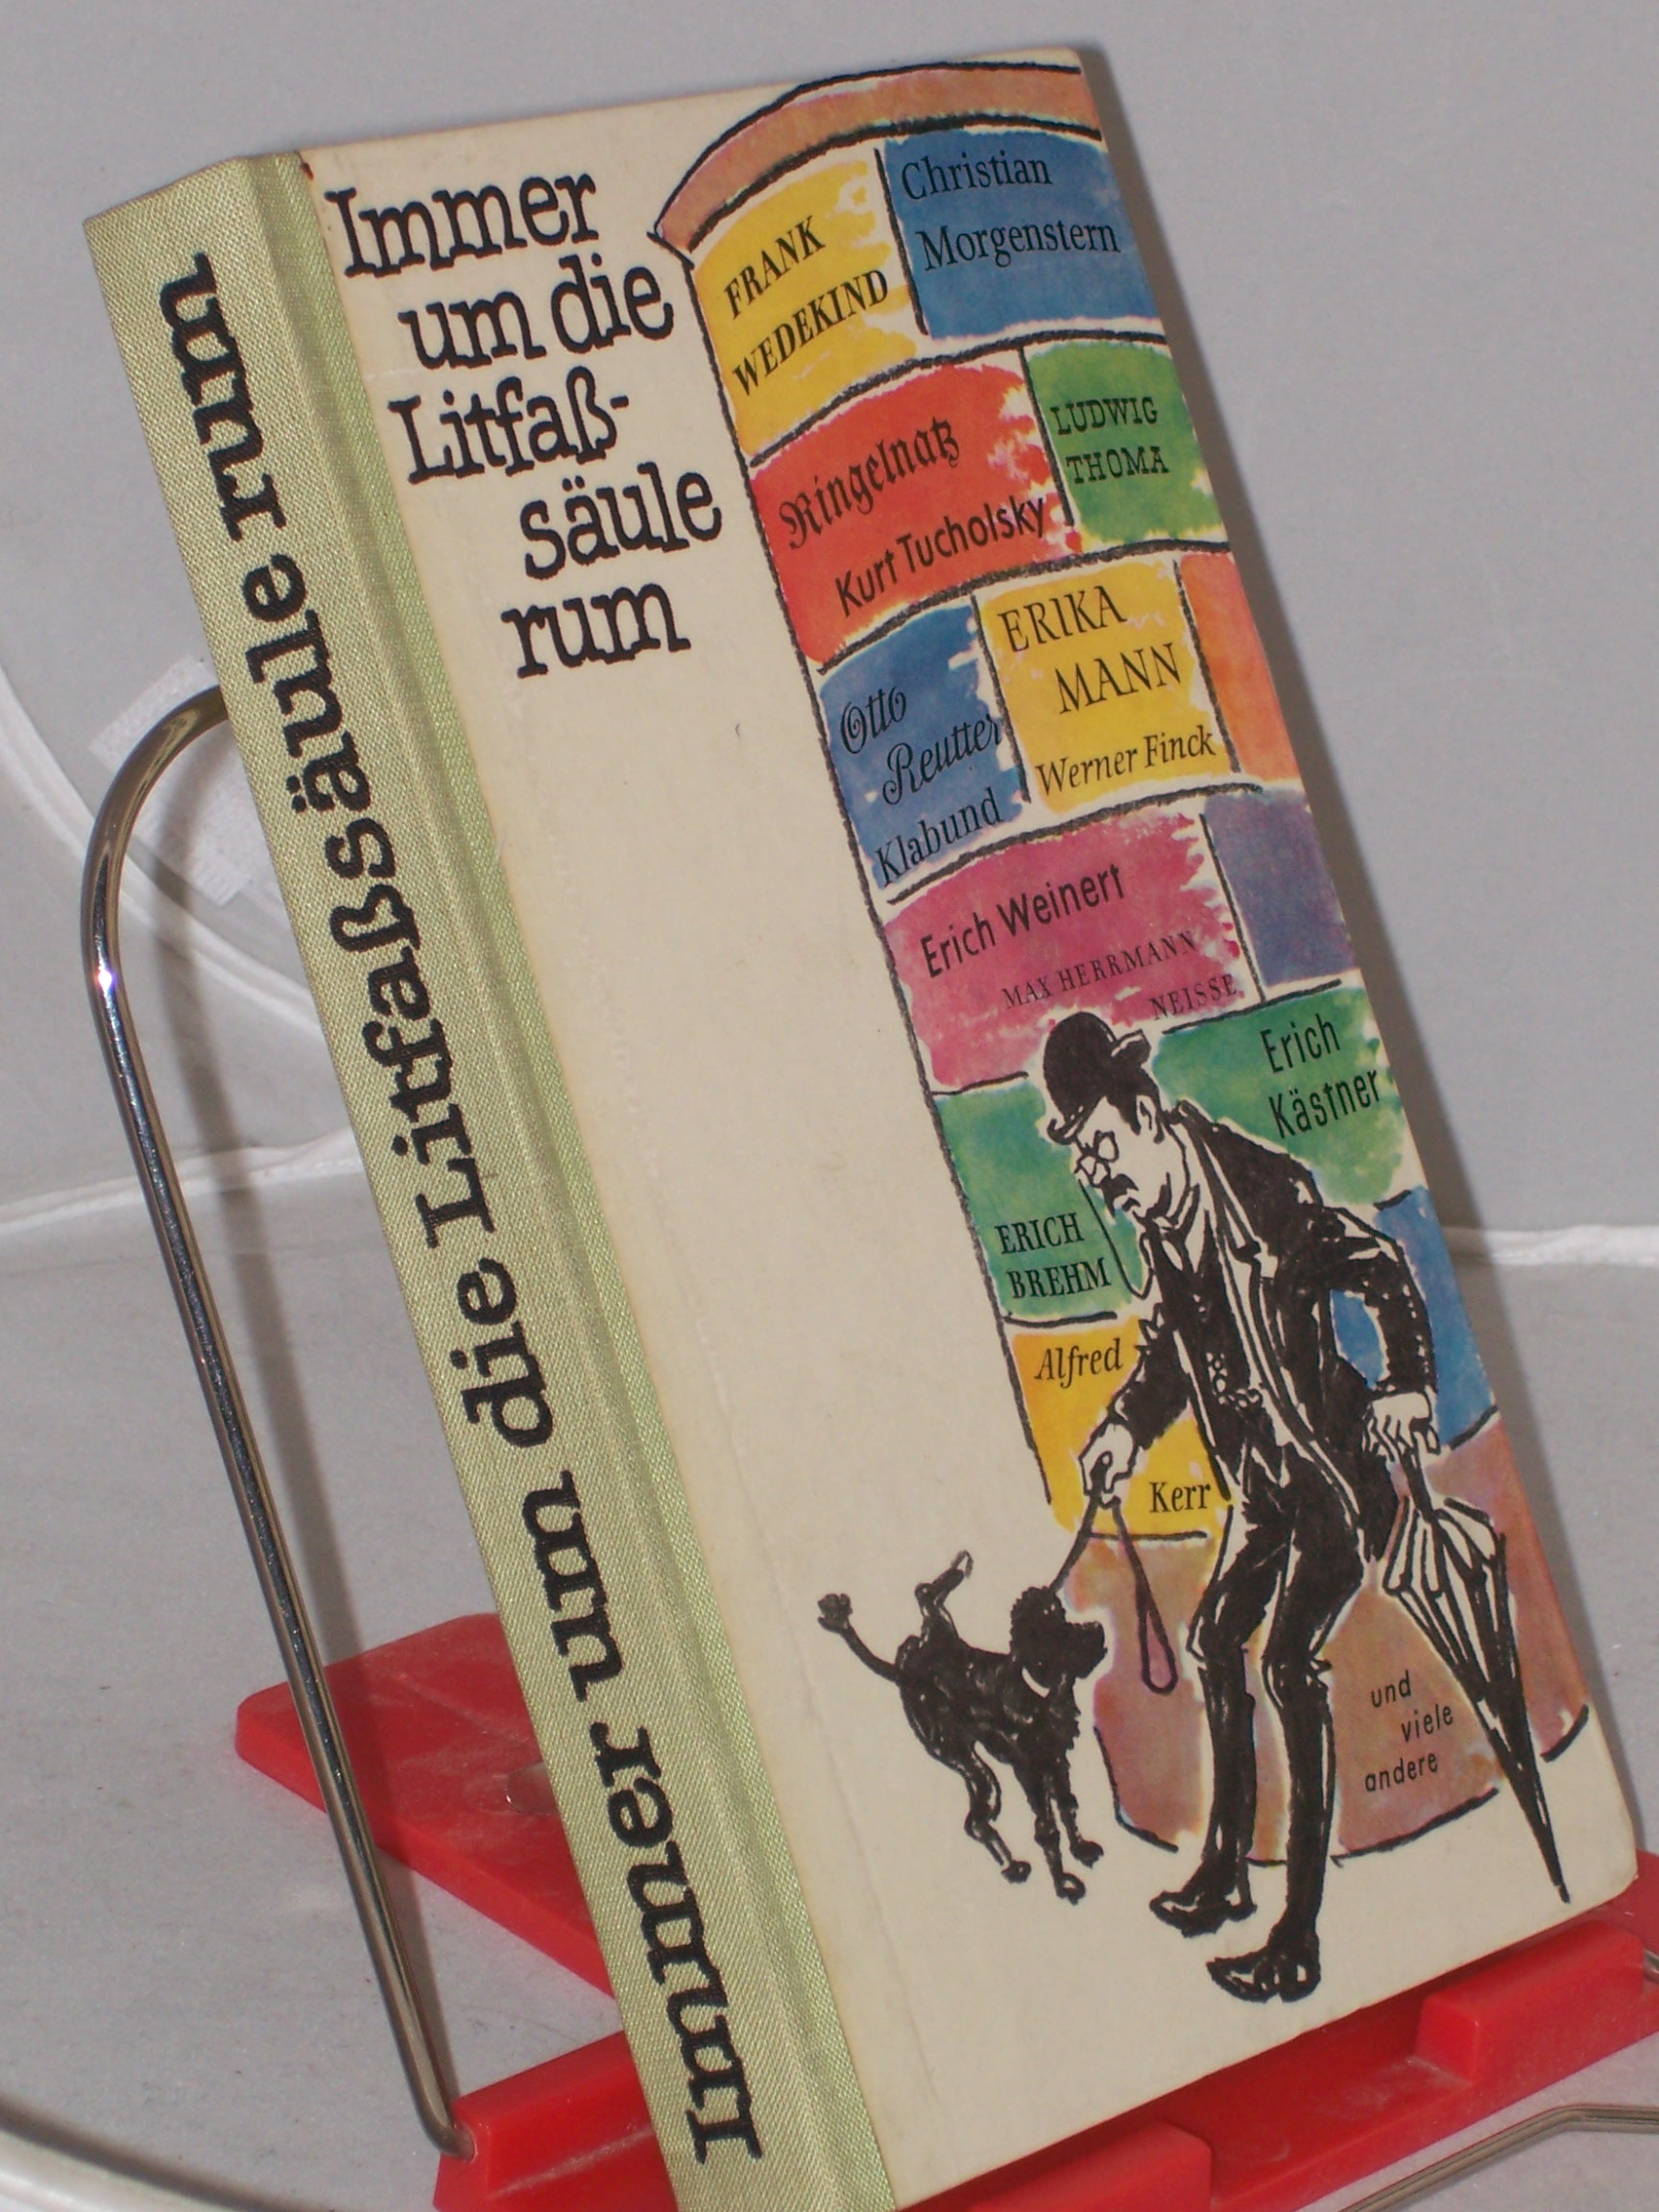 Immer um die Litfaßsäule rum
Immer
um die
Litfaß-
säule
rum
FRANK
WEDEKIND
Christian
Morgenstern
Ringelnatz
Kurt Tucholsky
LUDWIG
THOMA
Otto
Reutter
Klabund
ERIKA
MANN
Werner Finck
Erich Weinert
MAX HERRMANN
NEISSE
Erich
Kästner
ERICH
BREHM
Alfred
Kerr
und
viele
andere